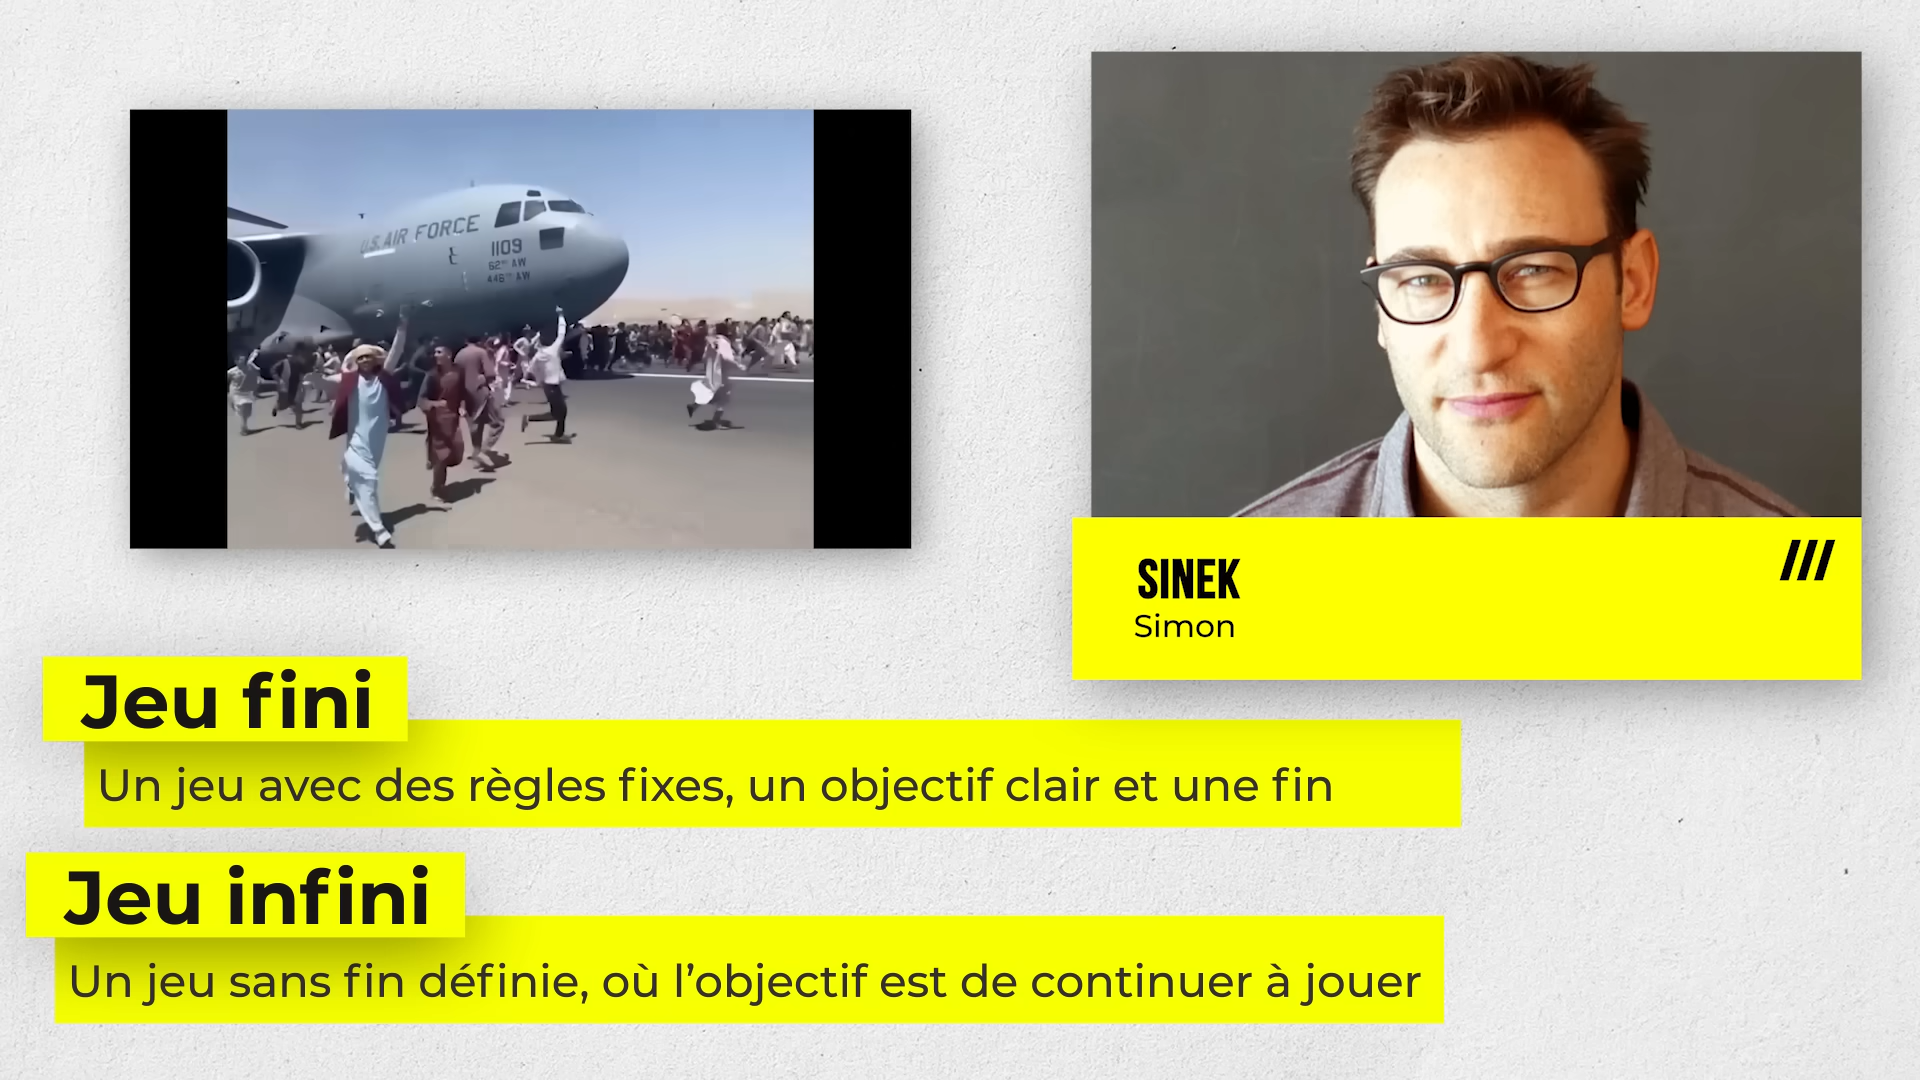 U.S. AIR FORCE
1109
62ND AW
446TH AW
SINEK
Simon
Jeu fini
Un jeu avec des règles fixes, un objectif clair et une fin
Jeu infini
Un jeu sans fin définie, où l’objectif est de continuer à jouer